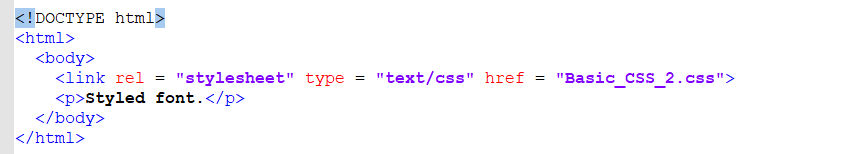 <!DOCTYPE html>
<html>
<body>
<link rel = "stylesheet" type = "text/css" href = "Basic_CSS_2.css">
<p>Styled font.</p>
</body>
</html>